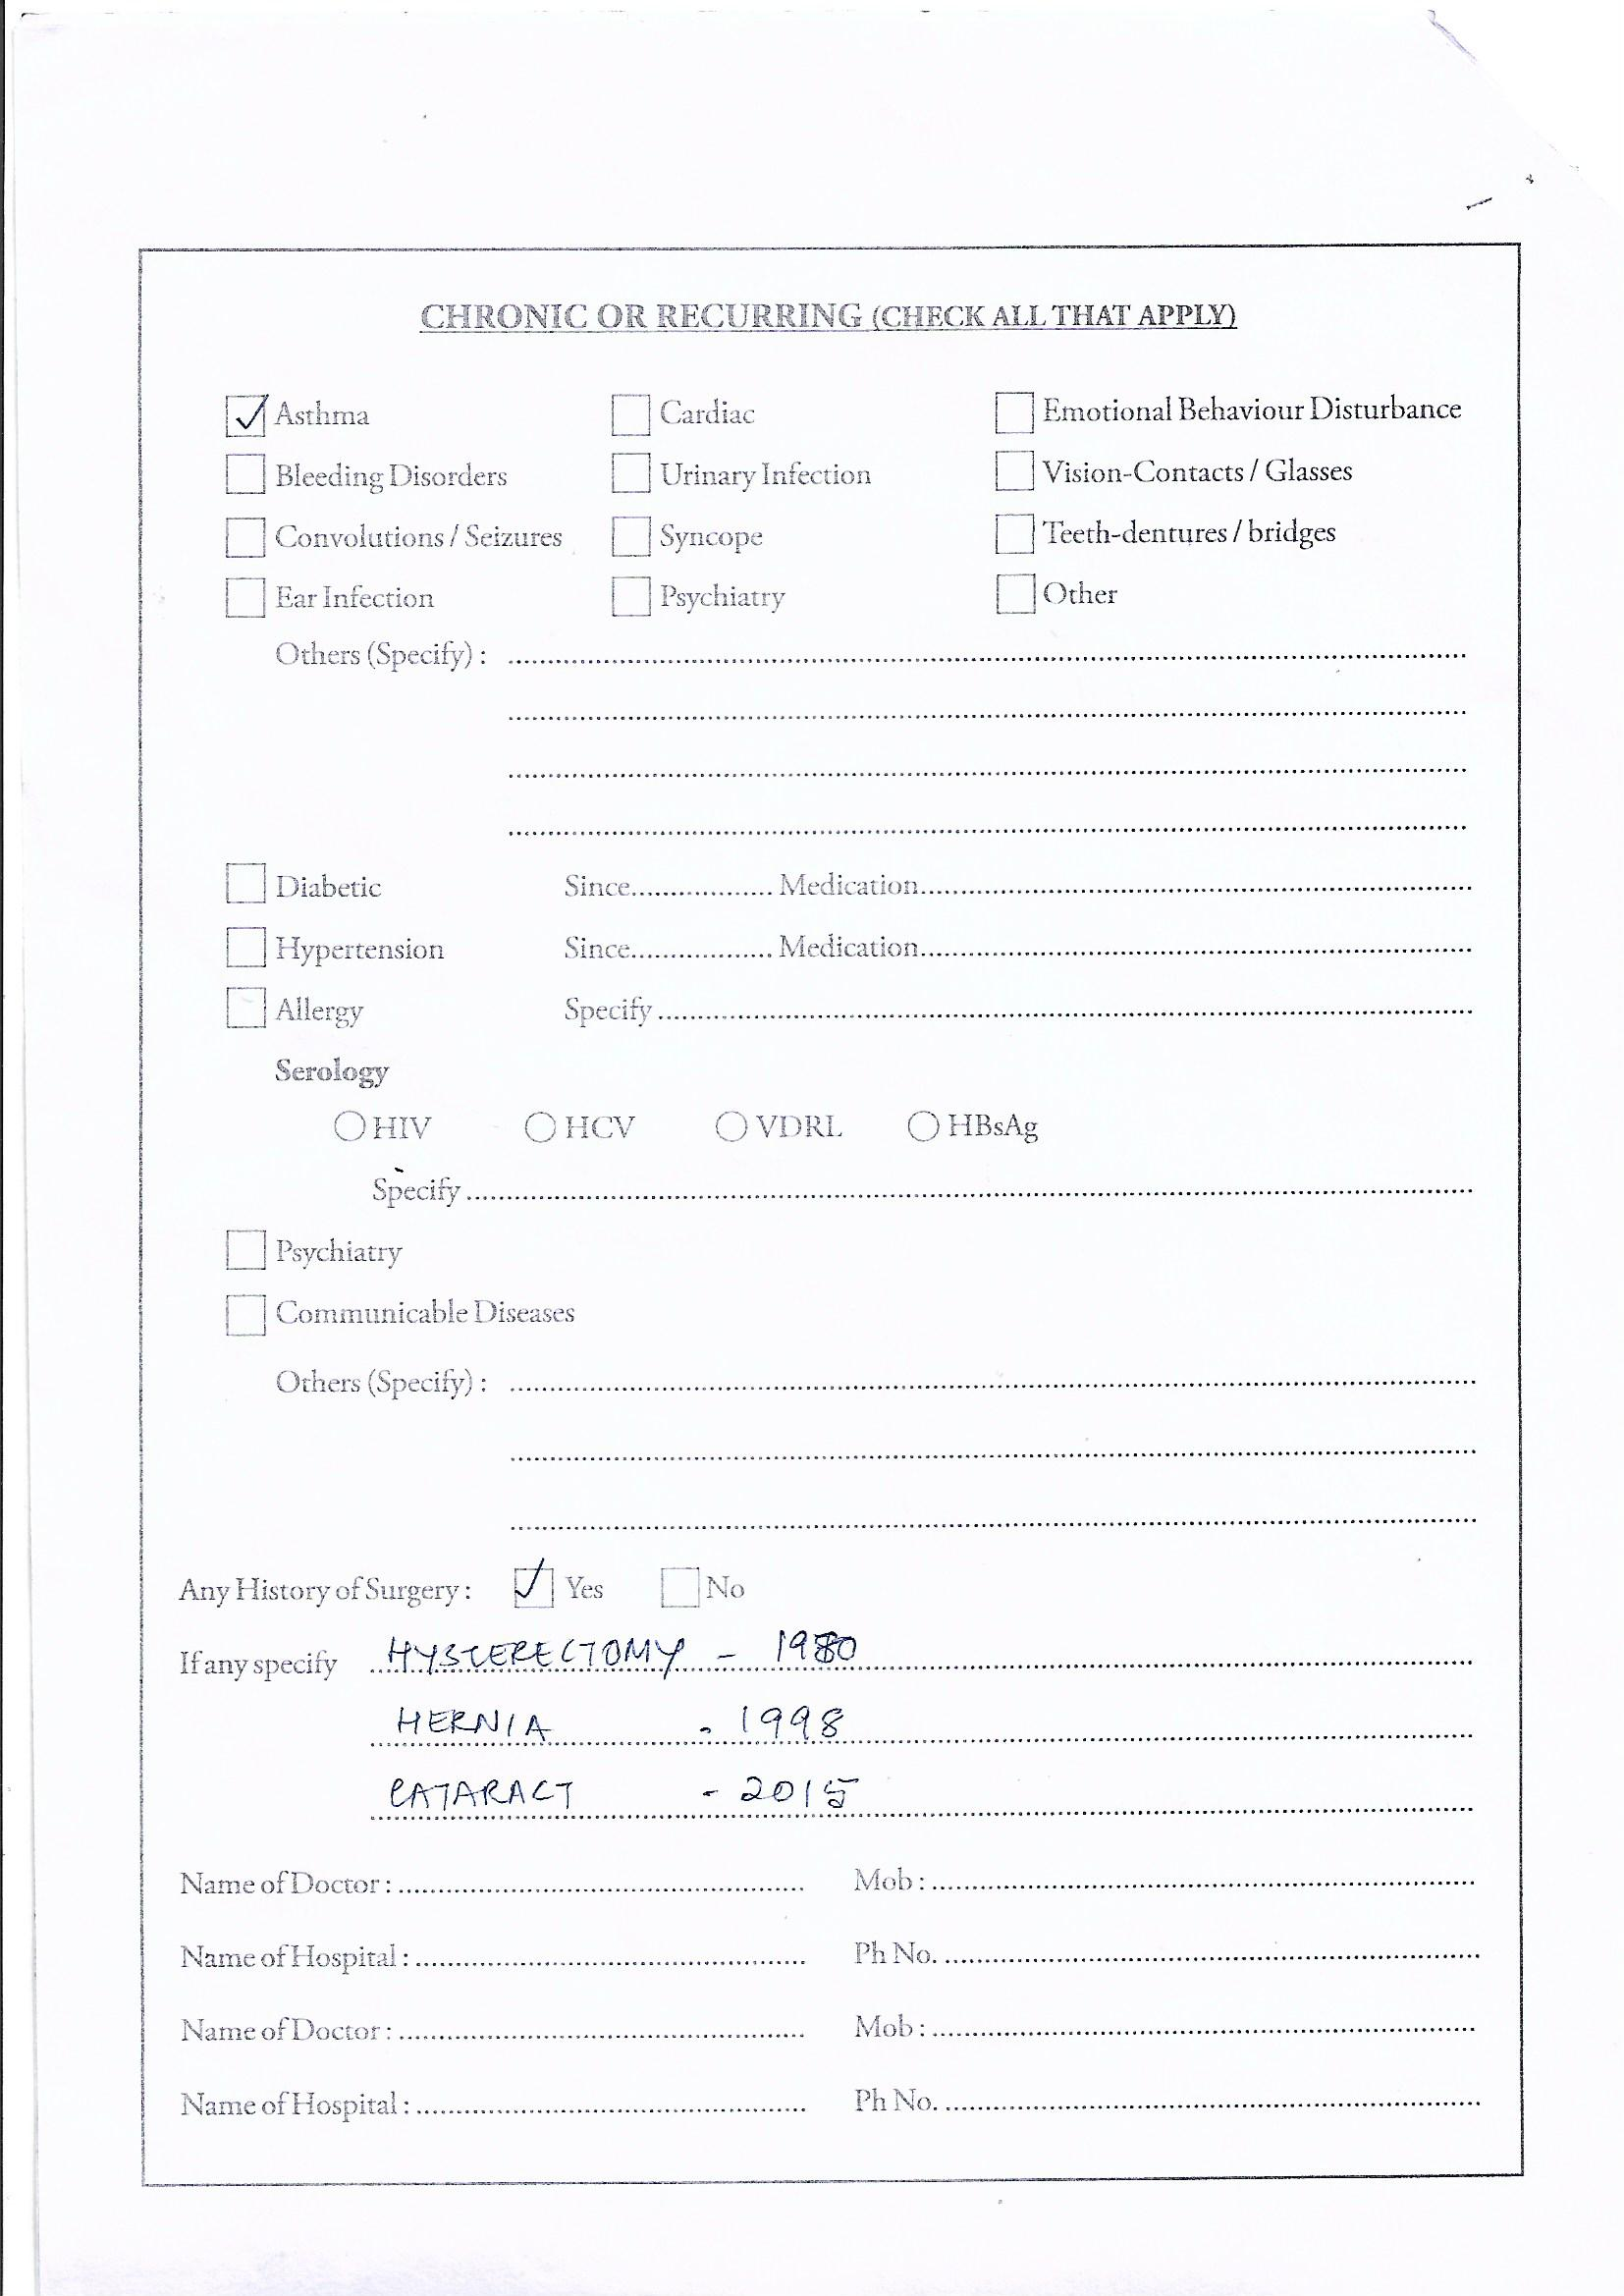 CHRONIC OR RECURRING (CHECK ALL THAT APPLY)
Asthma Cardiac Emotional Behaviour Disturbance
Bleeding Disorders Urinary Infection Vision-Contacts / Glasses
Convolutions / Seizures Syncope Teeth-dentures / bridges
Ear Infection Psychiatry Other
Others (Specify) :
Diabetic Since.................. Medication..................
Hypertension Since.................. Medication..................
Allergy Specify..................
Serology
HIV HCV VDRL HBsAg
Specify..................
Psychiatry
Communicable Diseases
Others (Specify) :
Any History of Surgery : Yes No
If any specify HYSTERECTOMY -
HERNIA - 1998
CATARACT - 2015
Name of Doctor :.................. Mob :..................
Name of Hospital :.................. Ph No. ..................
Name of Doctor :.................. Mob :..................
Name of Hospital :.................. Ph No. ..................